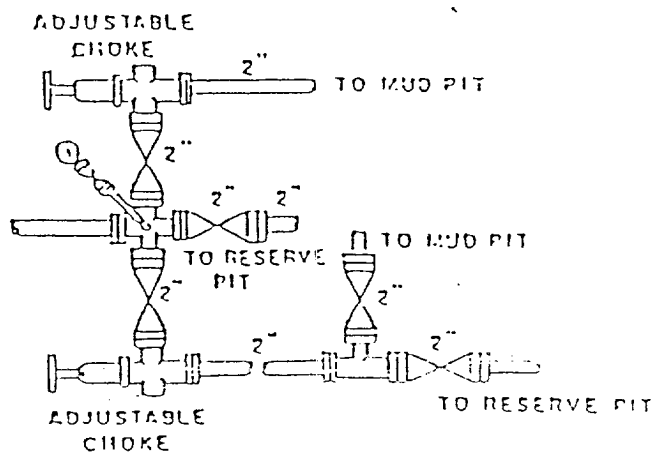 ADJUSTABLE
CHOKE
2"
TO MUD PIT
2"
2"
2"
TO RESERVE
PIT
TO MUD PIT
2"
2"
2"
2"
TO RESERVE PIT
ADJUSTABLE
CHOKE